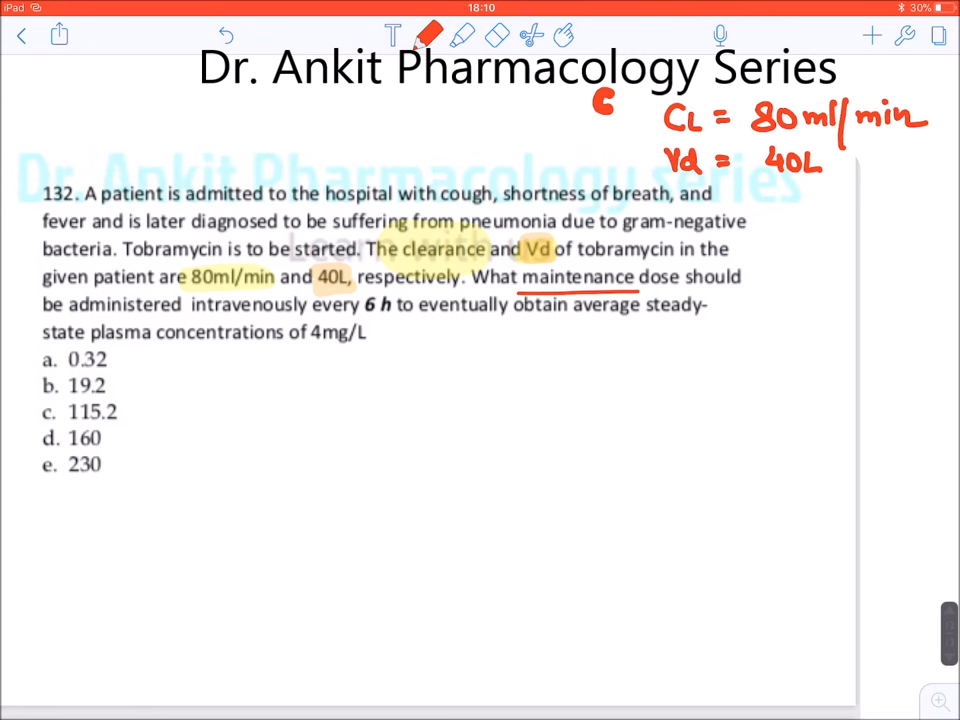 iPad 18:10 30%
T
Dr. Ankit Pharmacology Series
C
CL = 80ml/min
Vd = 40L
Dr. Ankit Pharmacology series
132. A patient is admitted to the hospital with cough, shortness of breath, and
fever and is later diagnosed to be suffering from pneumonia due to gram-negative
bacteria. Tobramycin is to be started. The clearance and Vd of tobramycin in the
Learn with
given patient are 80ml/min and 40L, respectively. What maintenance dose should
be administered intravenously every 6 h to eventually obtain average steady-
state plasma concentrations of 4mg/L
a. 0.32
b. 19.2
c. 115.2
d. 160
e. 230